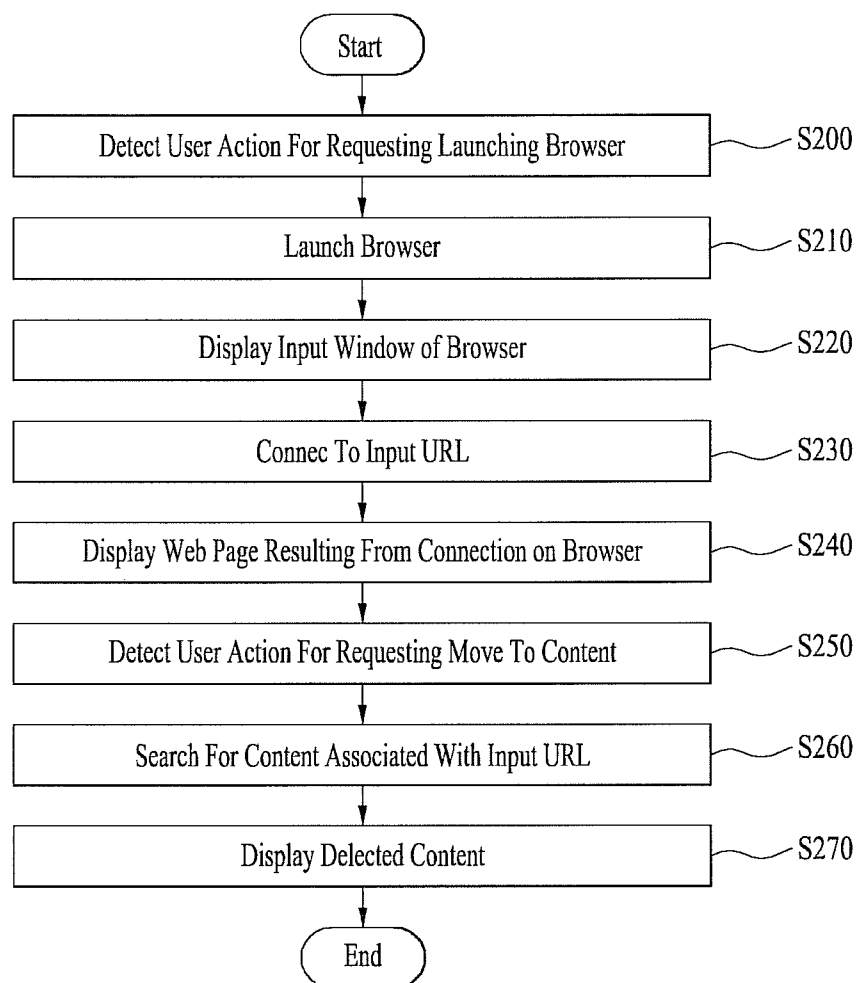 Start
Detect User Action For Requesting Launching Browser S200
Launch Browser S210
Display Input Window of Browser S220
Connec To Input URL S230
Display Web Page Resulting From Connection on Browser S240
Detect User Action For Requesting Move To Content S250
Search For Content Associated With Input URL S260
Display Delected Content S270
End